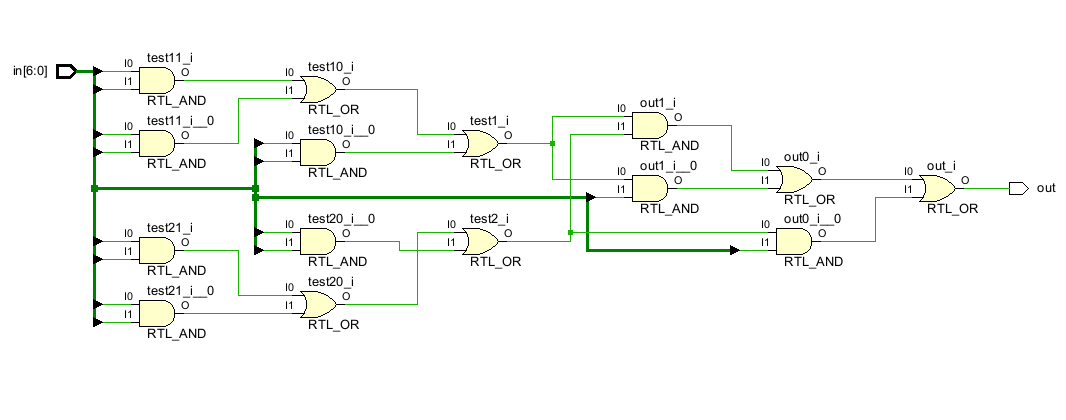 in[6:0]
test11_i
I0
I1
O
RTL_AND
test11_i__0
I0
I1
O
RTL_AND
test10_i
I0
I1
O
RTL_OR
test10_i__0
I0
I1
O
RTL_AND
test1_i
I0
I1
O
RTL_OR
out1_i
I0
I1
O
RTL_AND
out1_i__0
I0
I1
O
RTL_AND
out0_i
I0
I1
O
RTL_OR
out_i
I0
I1
O
RTL_OR
out
test21_i
I0
I1
O
RTL_AND
test21_i__0
I0
I1
O
RTL_AND
test20_i__0
I0
I1
O
RTL_AND
test20_i
I0
I1
O
RTL_OR
test2_i
I0
I1
O
RTL_OR
out0_i__0
I0
I1
O
RTL_AND